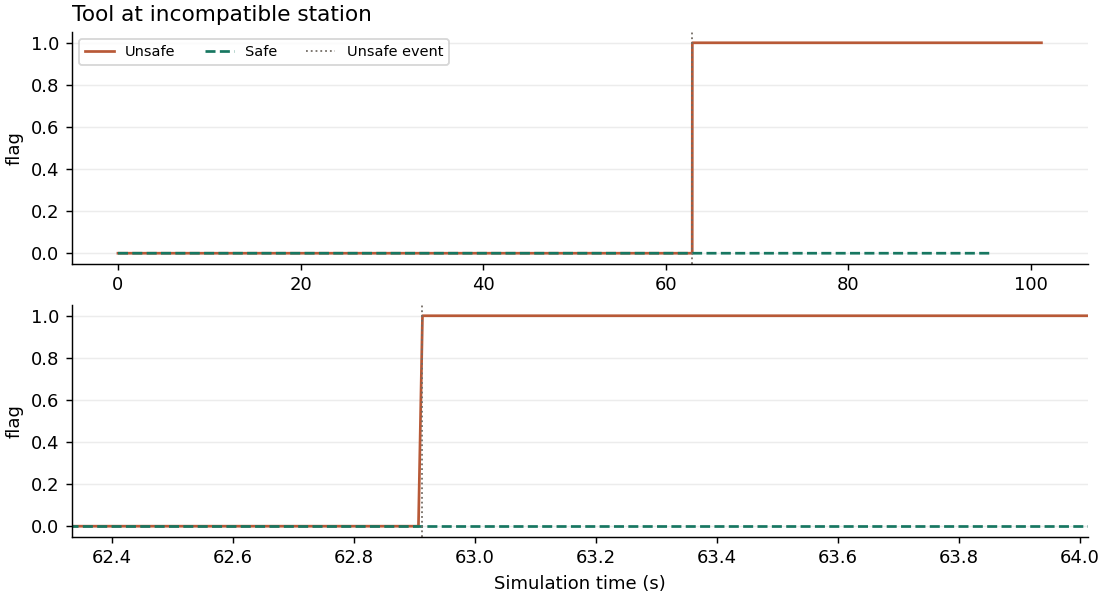 Tool at incompatible station
Unsafe Safe Unsafe event
1.0
0.8
0.6
0.4
0.2
0.0
flag
0 20 40 60 80 100
1.0
0.8
0.6
0.4
0.2
0.0
flag
62.4 62.6 62.8 63.0 63.2 63.4 63.6 63.8 64.0
Simulation time (s)